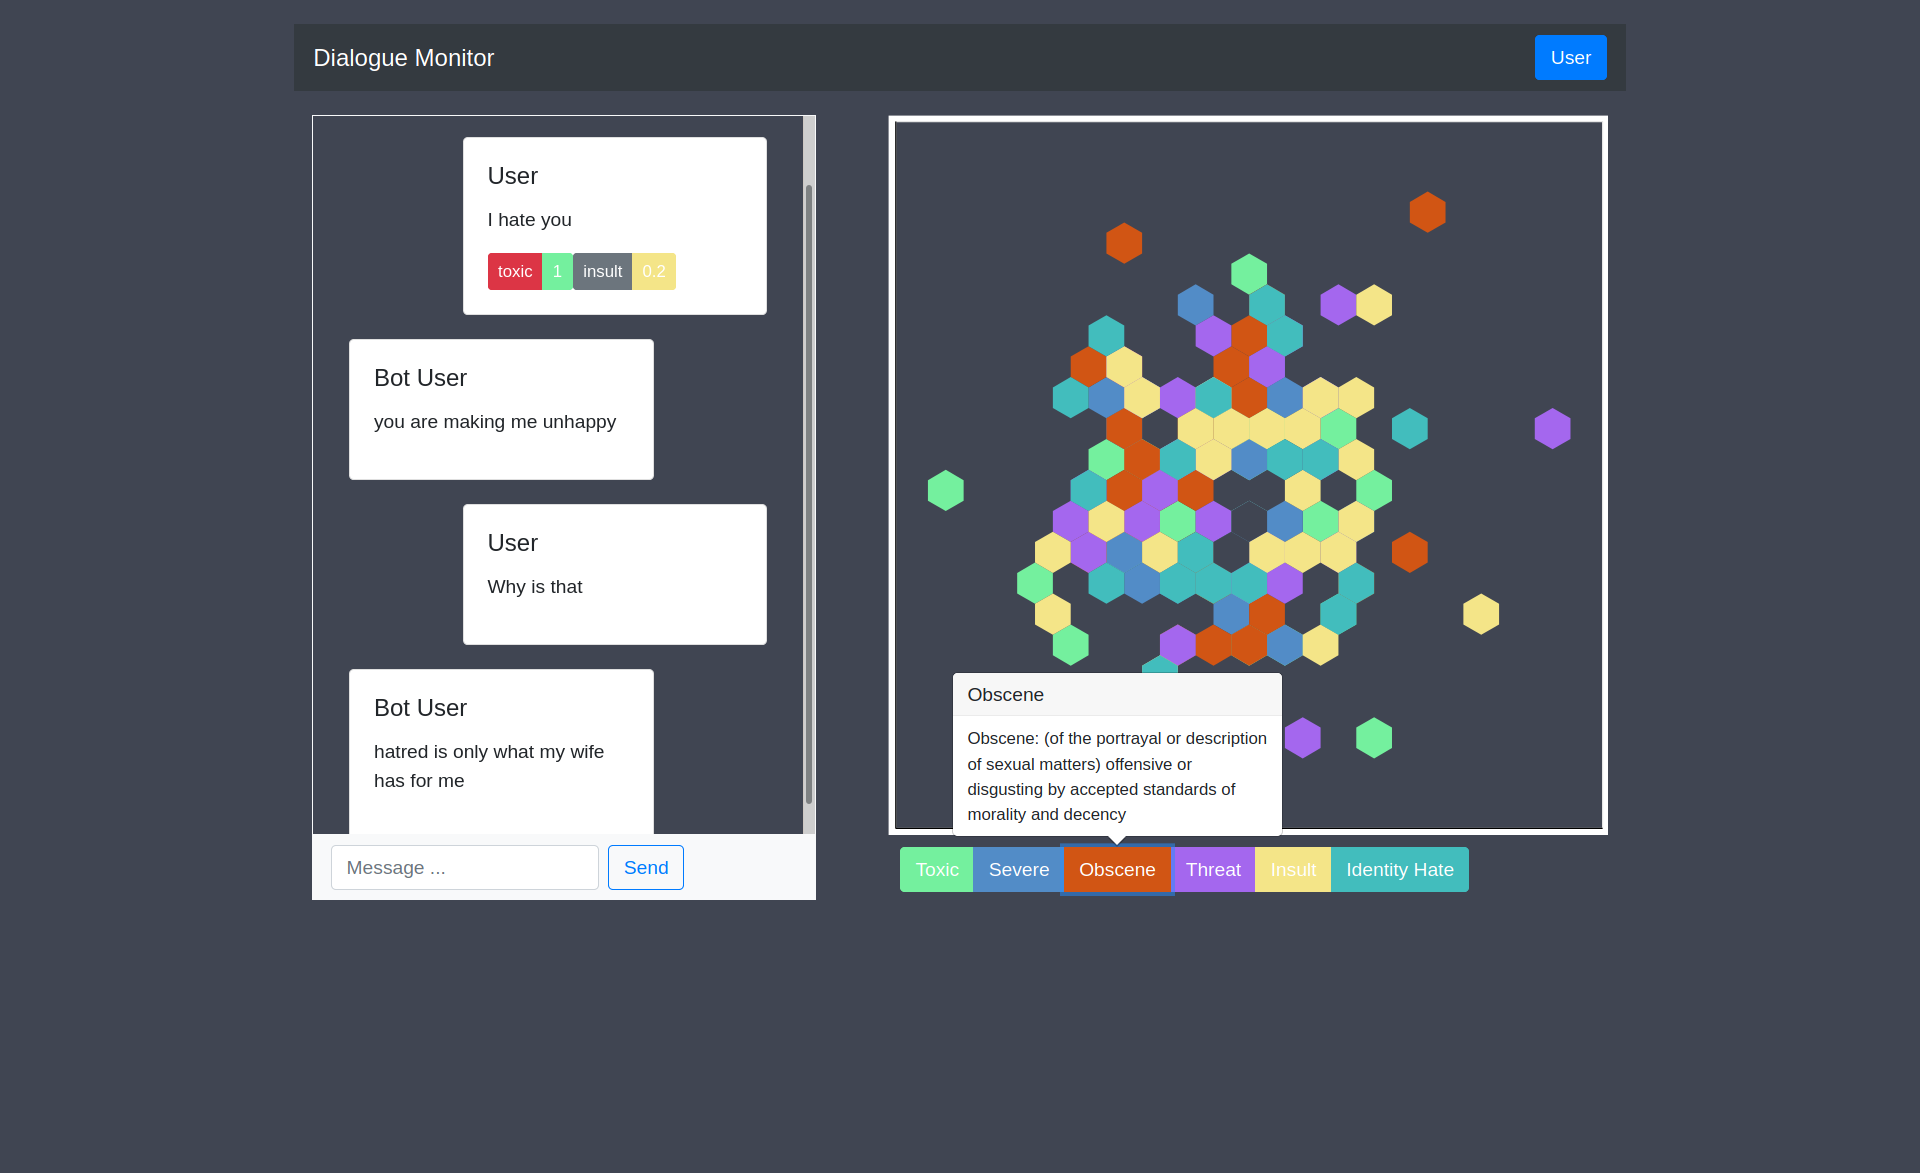 Dialogue Monitor
User
User
I hate you
toxic 1 insult 0.2
Bot User
you are making me unhappy
User
Why is that
Bot User
hatred is only what my wife
has for me
Message ...
Send
Obscene
Obscene: (of the portrayal or description
of sexual matters) offensive or
disgusting by accepted standards of
morality and decency
Toxic Severe Obscene Threat Insult Identity Hate